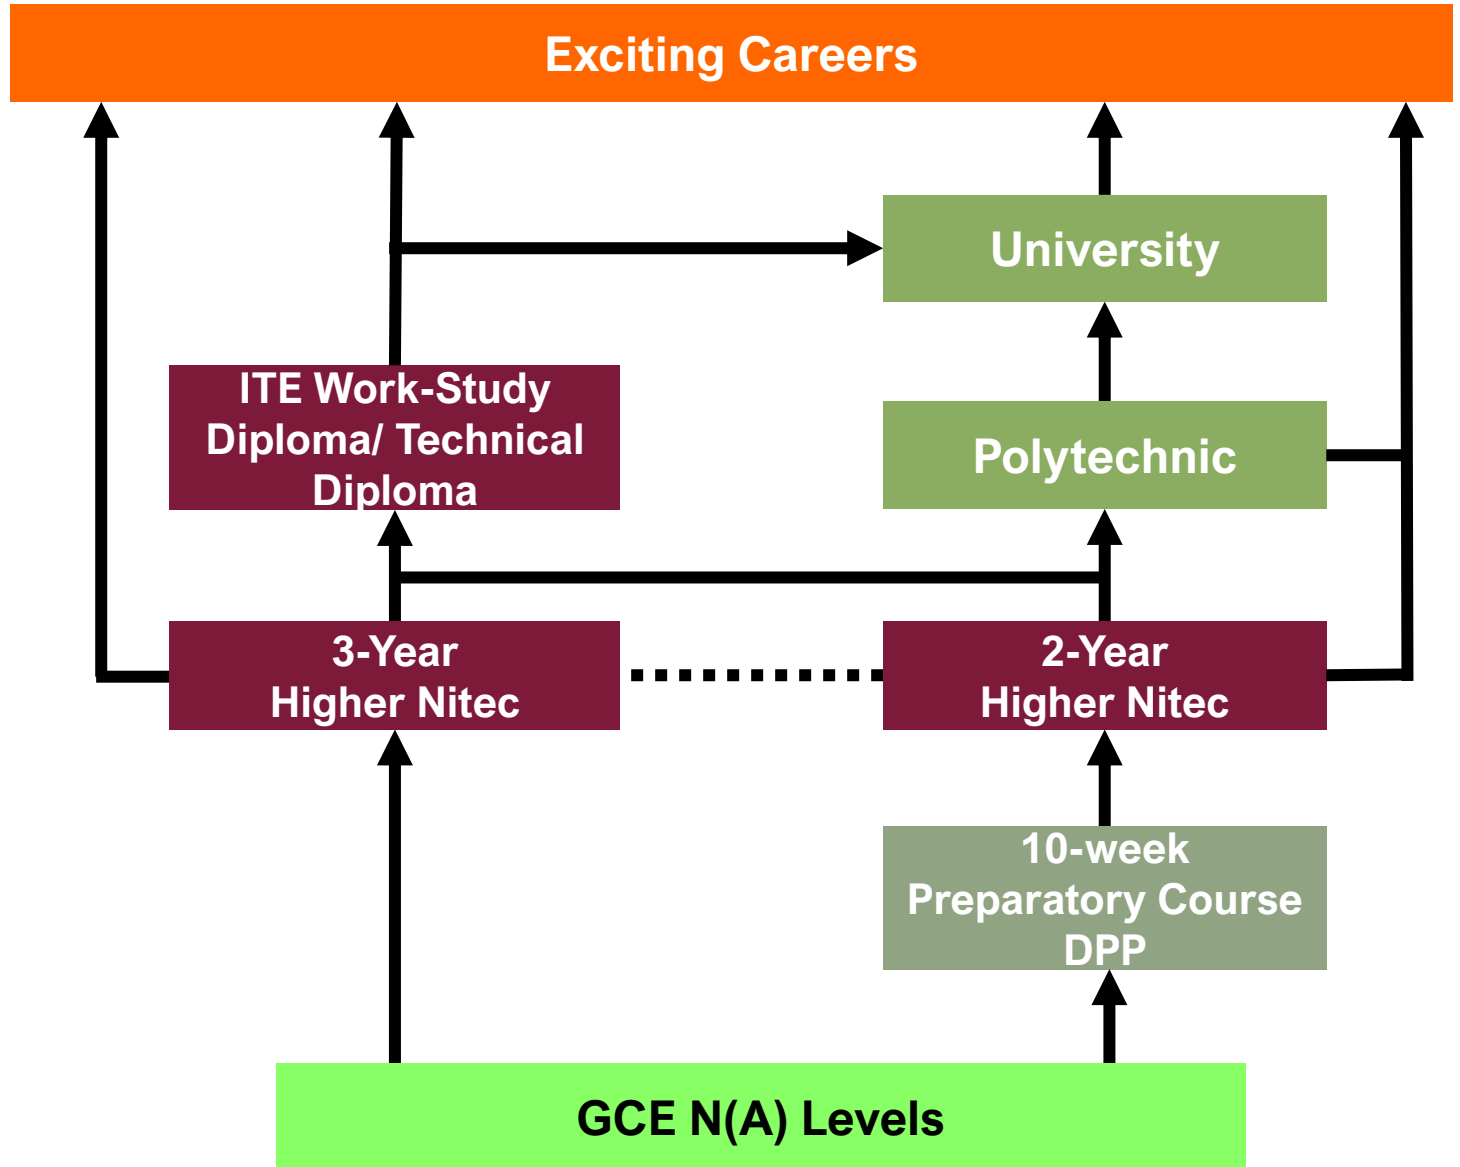 Exciting Careers
University
ITE Work-Study
Diploma/ Technical
Diploma
Polytechnic
3-Year
Higher Nitec
2-Year
Higher Nitec
10-week
Preparatory Course
DPP
GCE N(A) Levels